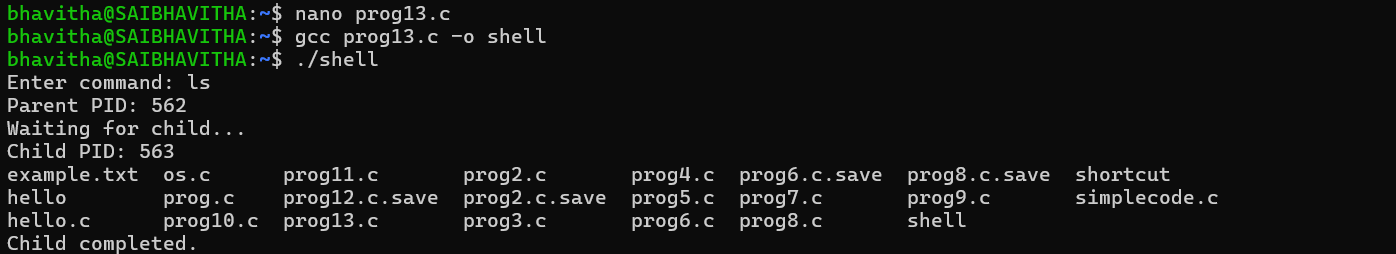 bhavitha@SAIBHAVITHA:~$ nano prog13.c
bhavitha@SAIBHAVITHA:~$ gcc prog13.c -o shell
bhavitha@SAIBHAVITHA:~$ ./shell
Enter command: ls
Parent PID: 562
Waiting for child...
Child PID: 563
example.txt  os.c      prog11.c       prog2.c       prog4.c  prog6.c.save  prog8.c.save  shortcut
hello        prog.c    prog12.c.save  prog2.c.save  prog5.c  prog7.c       prog9.c       simplecode.c
hello.c      prog10.c  prog13.c       prog3.c       prog6.c  prog8.c       shell
Child completed.